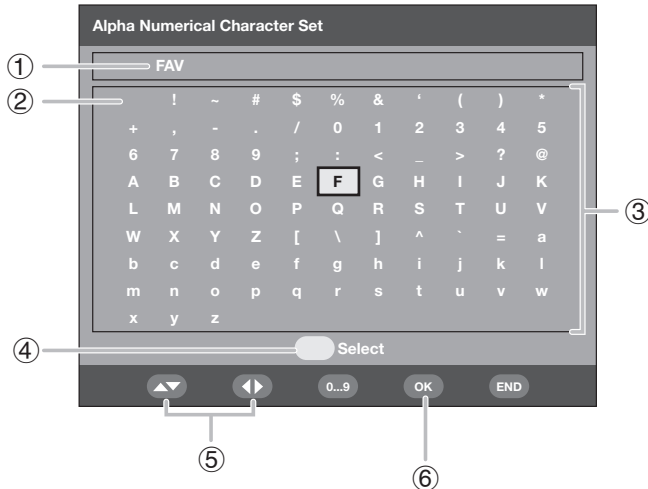 Alpha Numerical Character Set
① FAV
② ! ~ # $ % & ‘ ( ) *
+ , - . / 0 1 2 3 4 5
6 7 8 9 ; : < _ > ? @
A B C D E F G H I J K
L M N O P Q R S T U V ③
W X Y Z [ \ ] ^ ` = a
b c d e f g h i j k l
m n o p q r s t u v w
x y z
④ Select
0...9 OK END
⑤ ⑥